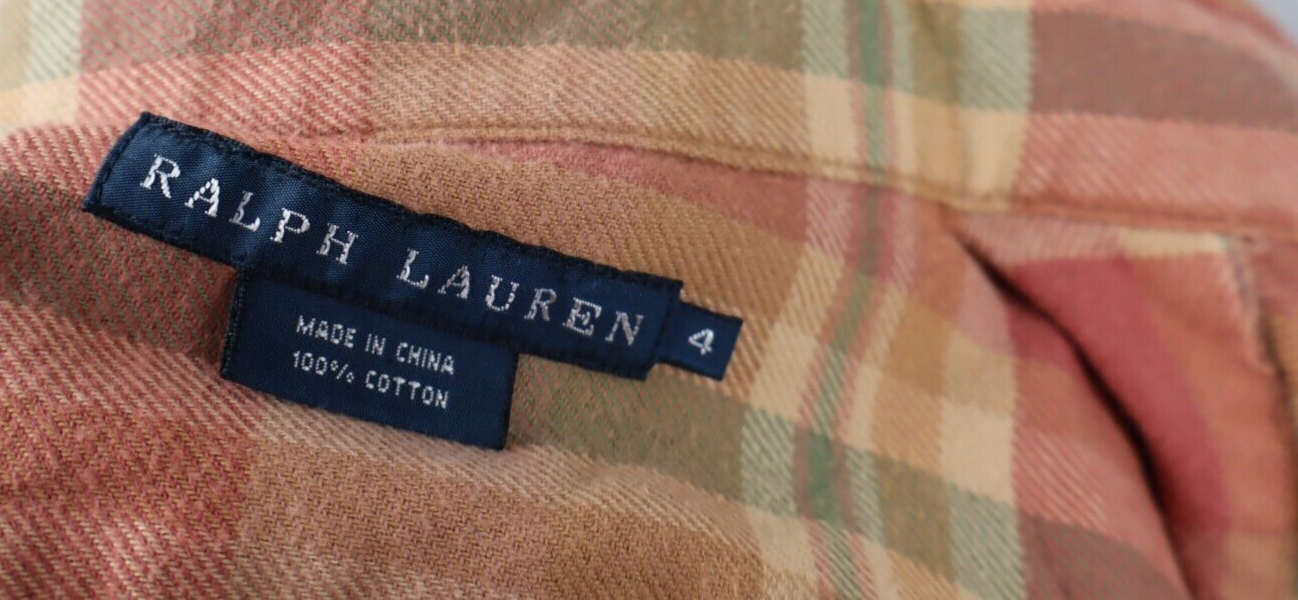 RALPH LAUREN
4
MADE IN CHINA
100% COTTON